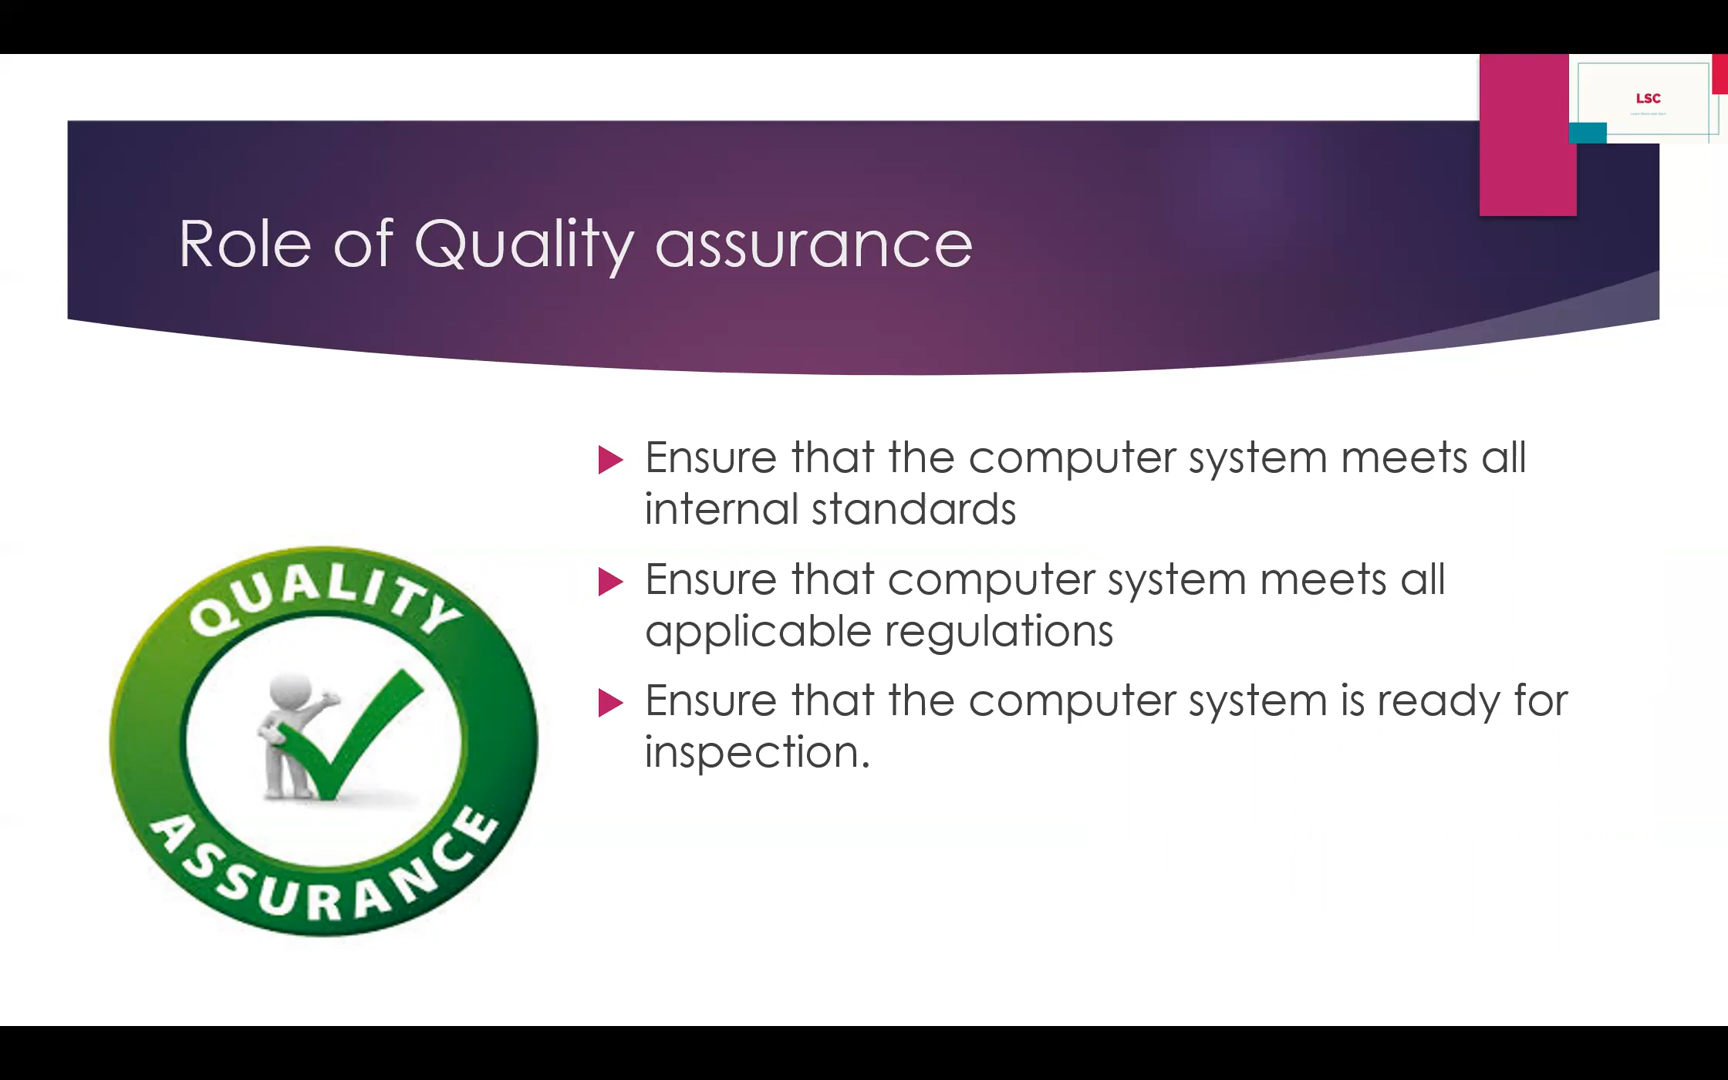 LSC
Role of Quality assurance
Ensure that the computer system meets all
internal standards
Ensure that computer system meets all
applicable regulations
Ensure that the computer system is ready for
inspection.
QUALITY
ASSURANCE